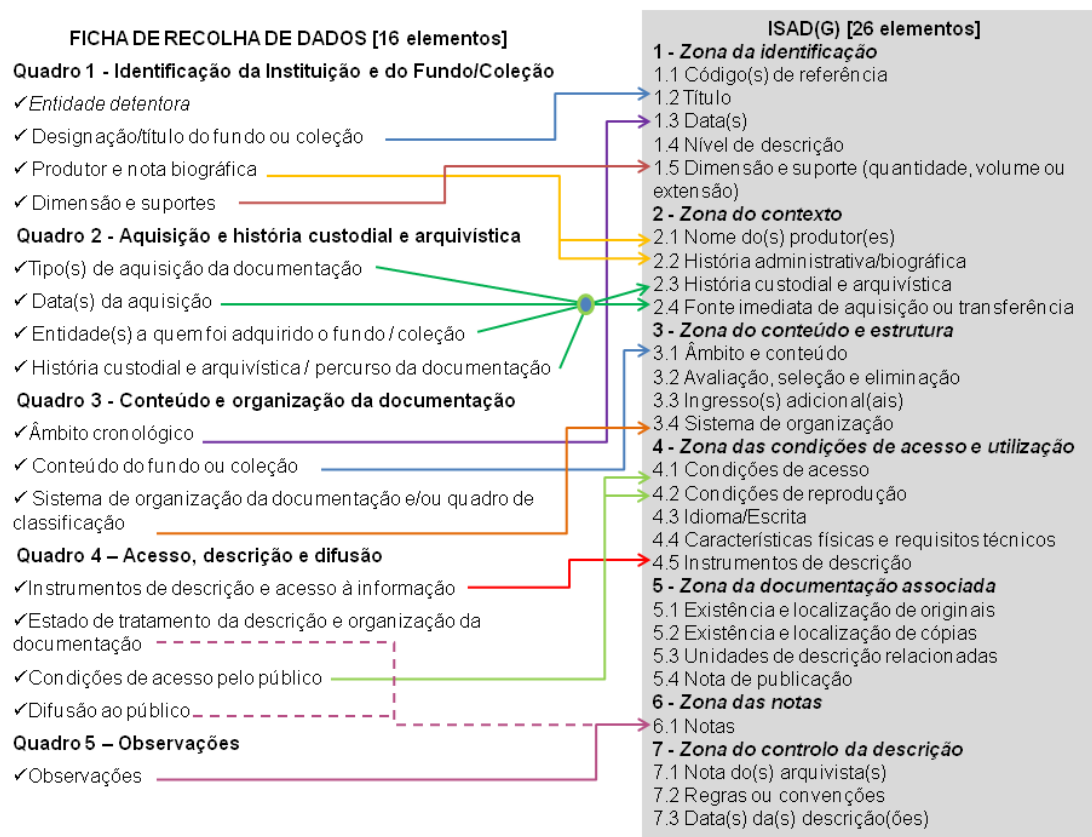 FICHA DE RECOLHA DE DADOS [16 elementos]
Quadro 1 - Identificação da Instituição e do Fundo/Coleção
✓Entidade detentora
✓ Designação/título do fundo ou coleção
✓ Produtor e nota biográfica
✓ Dimensão e suportes
Quadro 2 - Aquisição e história custodial e arquivística
✓Tipo(s) de aquisição da documentação
✓ Data(s) da aquisição
✓ Entidade(s) a quem foi adquirido o fundo / coleção
✓ História custodial e arquivística / percurso da documentação
Quadro 3 - Conteúdo e organização da documentação
✓Âmbito cronológico
✓ Conteúdo do fundo ou coleção
✓ Sistema de organização da documentação e/ou quadro de
classificação
Quadro 4 – Acesso, descrição e difusão
✓Instrumentos de descrição e acesso à informação
✓Estado de tratamento da descrição e organização da
documentação
✓Condições de acesso pelo público
✓Difusão ao público
Quadro 5 – Observações
✓Observações
ISAD(G) [26 elementos]
1 - Zona da identificação
1.1 Código(s) de referência
1.2 Título
1.3 Data(s)
1.4 Nível de descrição
1.5 Dimensão e suporte (quantidade, volume ou
extensão)
2 - Zona do contexto
2.1 Nome do(s) produtor(es)
2.2 História administrativa/biográfica
2.3 História custodial e arquivística
2.4 Fonte imediata de aquisição ou transferência
3 - Zona do conteúdo e estrutura
3.1 Âmbito e conteúdo
3.2 Avaliação, seleção e eliminação
3.3 Ingresso(s) adicional(ais)
3.4 Sistema de organização
4 - Zona das condições de acesso e utilização
4.1 Condições de acesso
4.2 Condições de reprodução
4.3 Idioma/Escrita
4.4 Características físicas e requisitos técnicos
4.5 Instrumentos de descrição
5 - Zona da documentação associada
5.1 Existência e localização de originais
5.2 Existência e localização de cópias
5.3 Unidades de descrição relacionadas
5.4 Nota de publicação
6 - Zona das notas
6.1 Notas
7 - Zona do controlo da descrição
7.1 Nota do(s) arquivista(s)
7.2 Regras ou convenções
7.3 Data(s) da(s) descrição(ões)